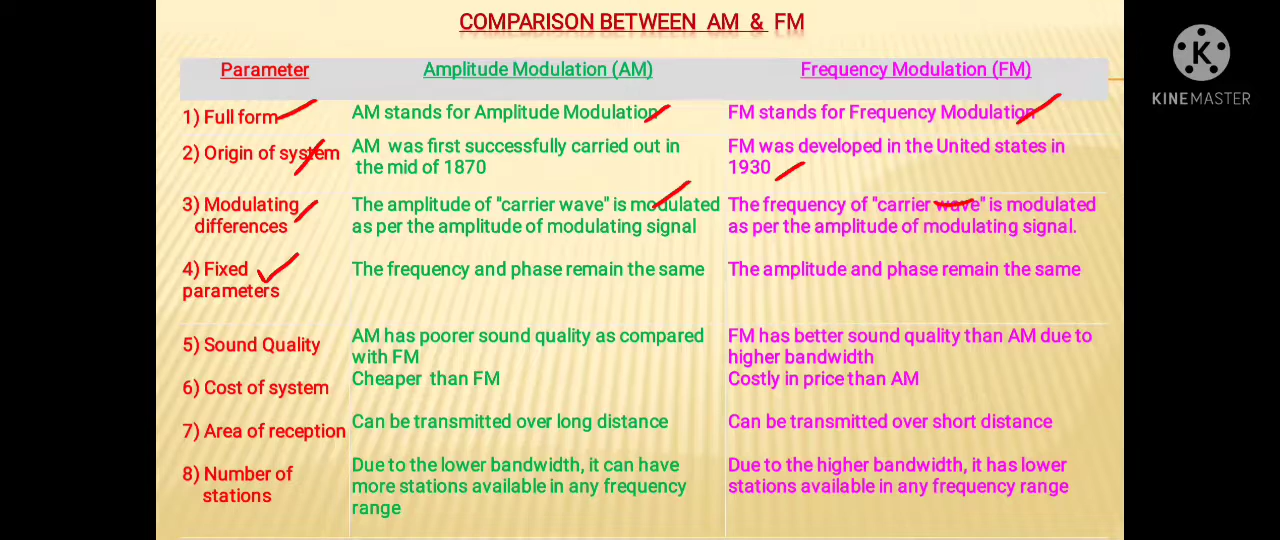 COMPARISON BETWEEN AM & FM
KINEMASTER
Parameter Amplitude Modulation (AM) Frequency Modulation (FM)
1) Full form AM stands for Amplitude Modulation FM stands for Frequency Modulation
2) Origin of system AM was first successfully carried out in FM was developed in the United states in
the mid of 1870 1930
3) Modulating The amplitude of "carrier wave" is modulated The frequency of "carrier wave" is modulated
differences as per the amplitude of modulating signal as per the amplitude of modulating signal.
4) Fixed The frequency and phase remain the same The amplitude and phase remain the same
parameters
5) Sound Quality AM has poorer sound quality as compared FM has better sound quality than AM due to
with FM higher bandwidth
6) Cost of system Cheaper than FM Costly in price than AM
7) Area of reception Can be transmitted over long distance Can be transmitted over short distance
8) Number of Due to the lower bandwidth, it can have Due to the higher bandwidth, it has lower
stations more stations available in any frequency stations available in any frequency range
range